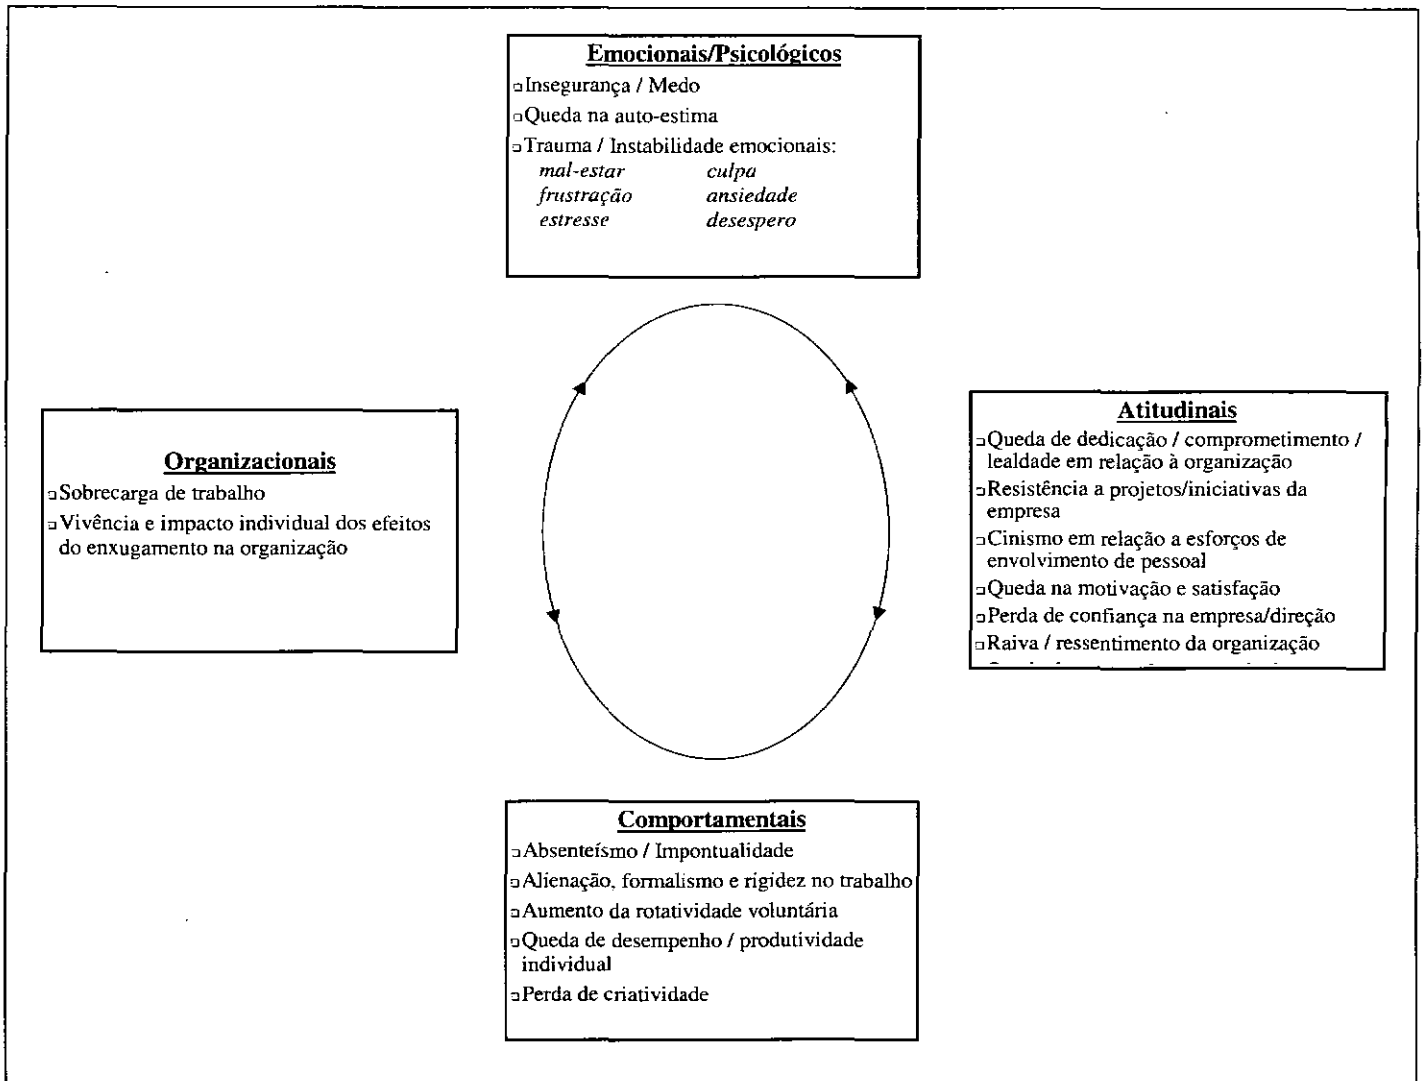 Emocionais/Psicológicos
Insegurança / Medo
Queda na auto-estima
Trauma / Instabilidade emocionais:
mal-estar culpa
frustração ansiedade
estresse desespero
Organizacionais
Sobrecarga de trabalho
Vivência e impacto individual dos efeitos
do enxugamento na organização
Atitudinais
Queda de dedicação / comprometimento /
lealdade em relação à organização
Resistência a projetos/iniciativas da
empresa
Cinismo em relação a esforços de
envolvimento de pessoal
Queda na motivação e satisfação
Perda de confiança na empresa/direção
Raiva / ressentimento da organização
Comportamentais
Absenteísmo / Impontualidade
Alienação, formalismo e rigidez no trabalho
Aumento da rotatividade voluntária
Queda de desempenho / produtividade
individual
Perda de criatividade